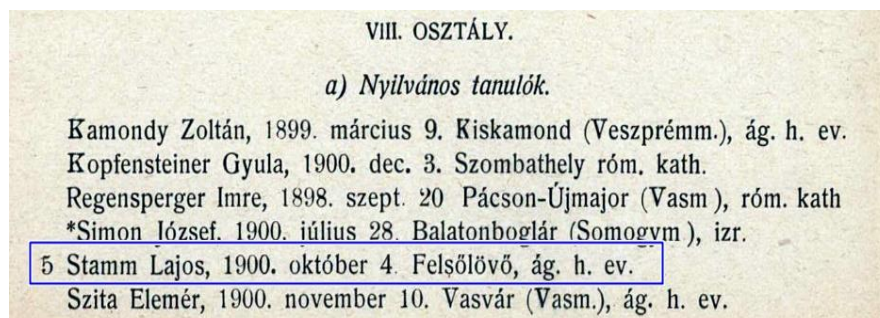 VIII. OSZTÁLY.
a) Nyilvános tanulók.
Kamondy Zoltán, 1899. március 9. Kiskamond (Veszprémm.), ág. h. ev.
Kopfensteiner Gyula, 1900. dec. 3. Szombathely róm. kath.
Regensperger Imre, 1898. szept. 20 Pácson-Újmajor (Vasm), róm. kath
*Simon József. 1900. július 28. Balatonboglár (Somogym), izr.
5 Stamm Lajos, 1900. október 4. Felsőlövő, ág. h. ev.
Szita Elemér, 1900. november 10. Vasvár (Vasm.), ág. h. ev.